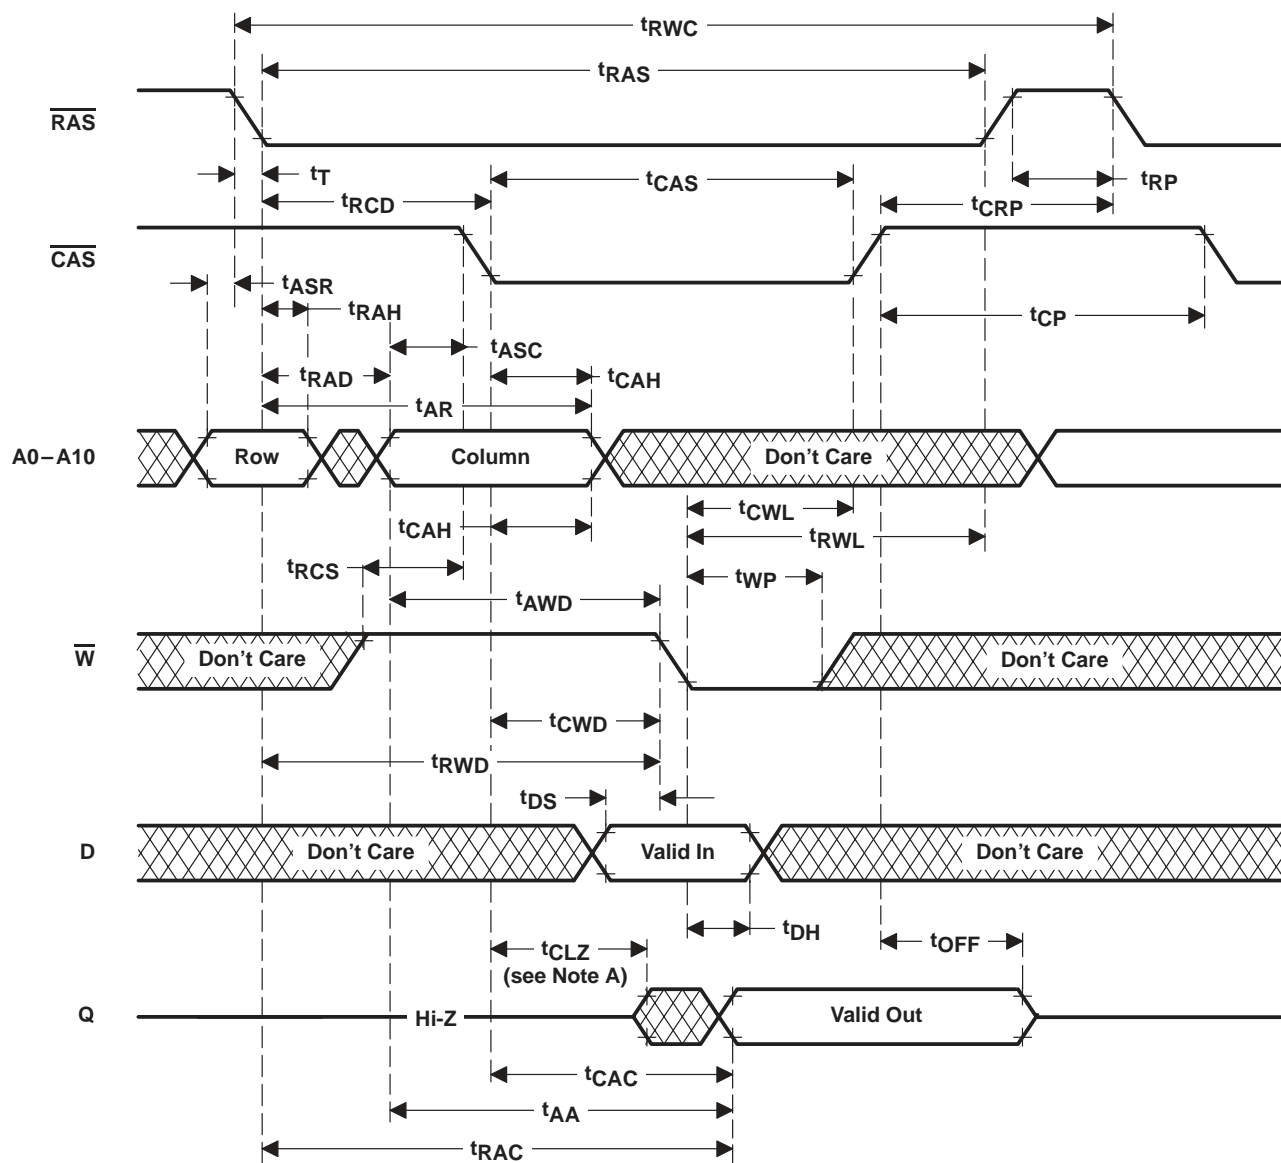 tRWC
tRAS
RAS
tT
tCAS
tRP
tRCD
tCRP
CAS
tASR
tRAH
tCP
tASC
tRAD
tCAH
tAR
A0–A10
Row
Column
Don't Care
tCWL
tCAH
tRWL
tRCS
tWP
tAWD
W
Don't Care
Don't Care
tCWD
tRWD
tDS
D
Don't Care
Valid In
Don't Care
tDH
tOFF
tCLZ
(see Note A)
Q
Hi-Z
Valid Out
tCAC
tAA
tRAC